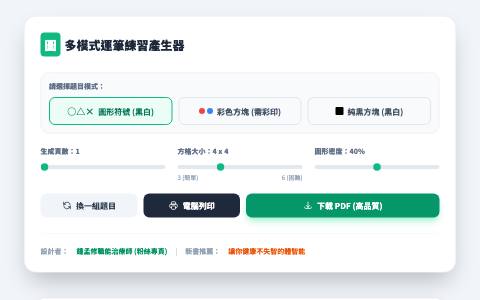 多模式運筆練習產生器
請選擇題目模式：
○△✕ 圖形符號 (黑白)
彩色方塊 (需彩印)
純黑方塊 (黑白)
生成頁數：1
方格大小：4 x 4
圖形密度：40%
3 (簡單)
6 (困難)
換一組題目
電腦列印
下載 PDF (高品質)
設計者： 鍾孟修職能治療師 (粉絲專頁) | 新書推薦： 讓你健康不失智的體智能